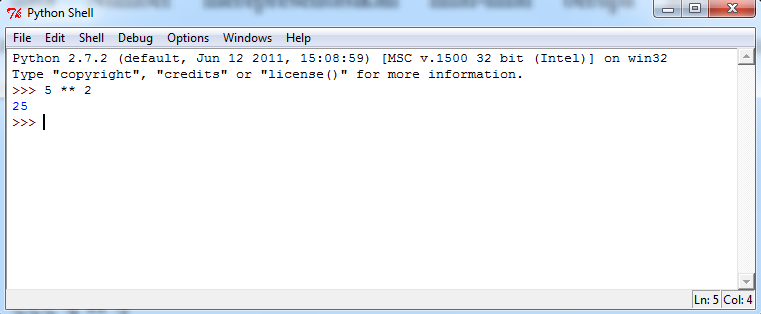 Python Shell
File Edit Shell Debug Options Windows Help
Python 2.7.2 (default, Jun 12 2011, 15:08:59) [MSC v.1500 32 bit (Intel)] on win32
Type "copyright", "credits" or "license()" for more information.
>>> 5 ** 2
25
>>>
Ln: 5 Col: 4